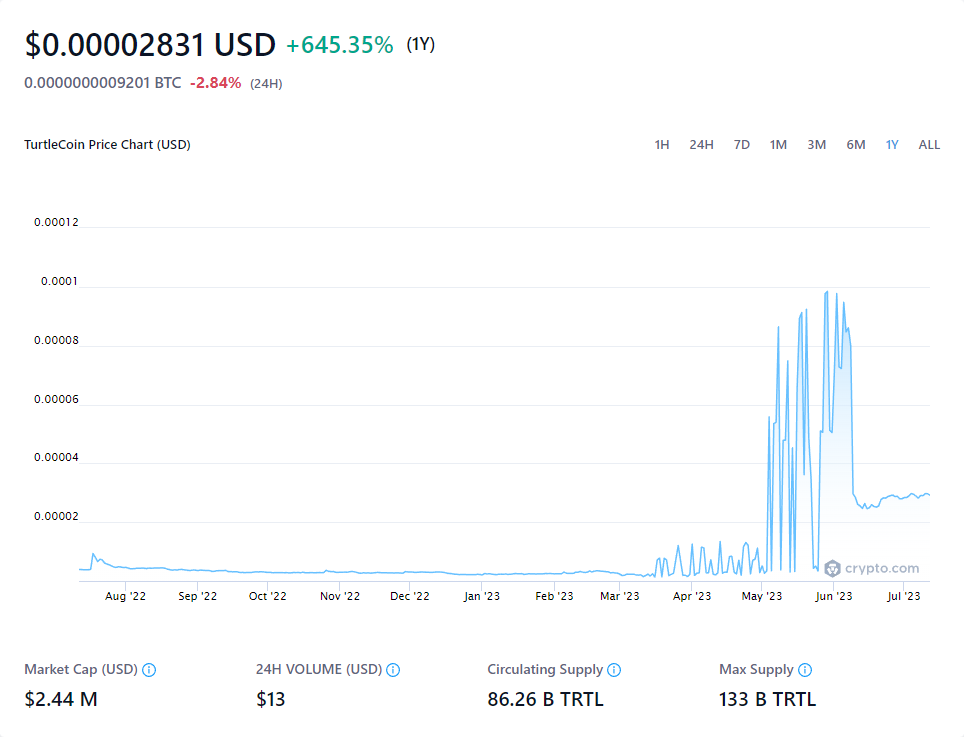 $0.00002831 USD +645.35% (1Y)
0.0000000009201 BTC -2.84% (24H)
TurtleCoin Price Chart (USD) 1H 24H 7D 1M 3M 6M 1Y ALL
0.00012
0.0001
0.00008
0.00006
0.00004
0.00002
crypto.com
Aug '22 Sep '22 Oct '22 Nov '22 Dec '22 Jan '23 Feb '23 Mar '23 Apr '23 May '23 Jun '23 Jul '23
Market Cap (USD) 24H VOLUME (USD) Circulating Supply Max Supply
$2.44 M $13 86.26 B TRTL 133 B TRTL